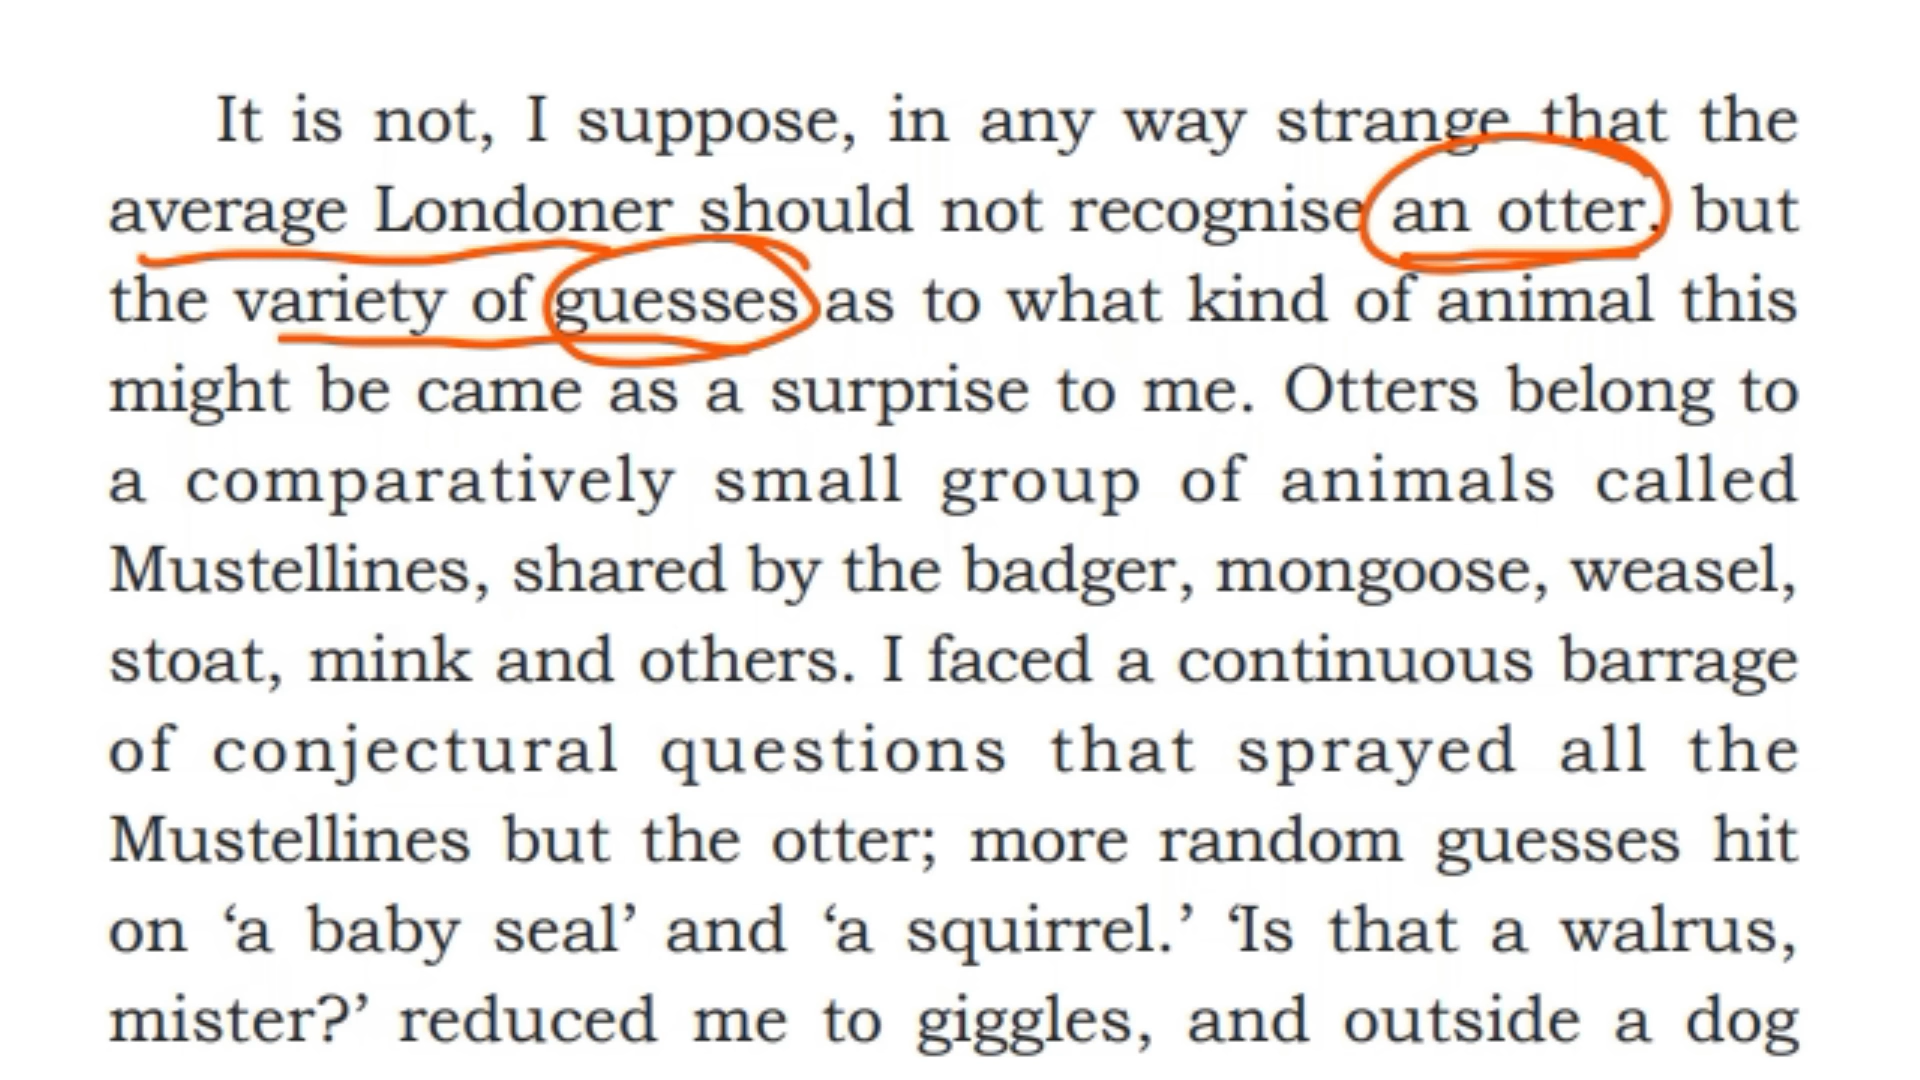 It is not, I suppose, in any way strange that the
average Londoner should not recognise an otter, but
the variety of guesses as to what kind of animal this
might be came as a surprise to me. Otters belong to
a comparatively small group of animals called
Mustellines, shared by the badger, mongoose, weasel,
stoat, mink and others. I faced a continuous barrage
of conjectural questions that sprayed all the
Mustellines but the otter; more random guesses hit
on ‘a baby seal’ and ‘a squirrel.’ ‘Is that a walrus,
mister?’ reduced me to giggles, and outside a dog